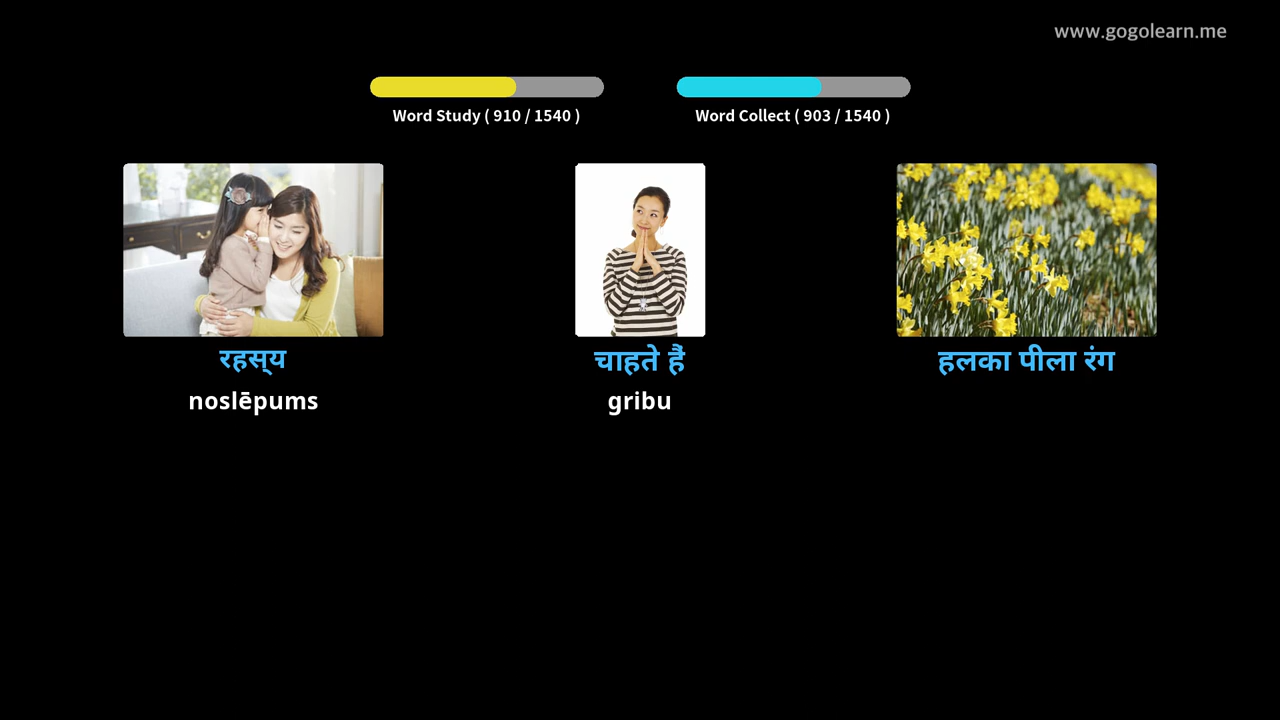 www.gogolearn.me
Word Study ( 910 / 1540 )
Word Collect ( 903 / 1540 )
रहस्य
चाहते हैं
हलका पीला रंग
noslēpums
gribu